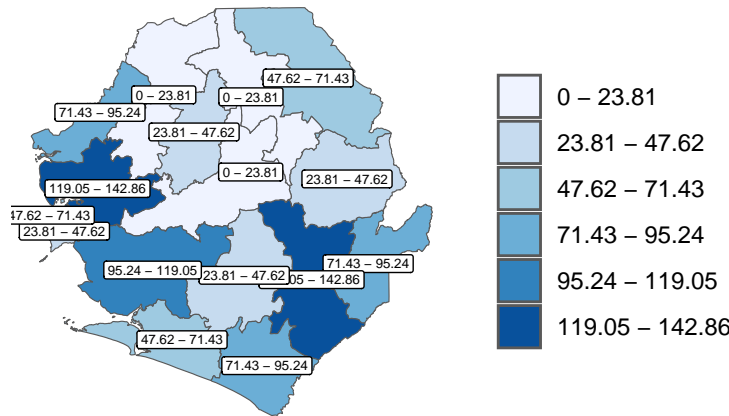 47.62 – 71.43
0 – 23.81
0 – 23.81
71.43 – 95.24
23.81 – 47.62
0 – 23.81
23.81 – 47.62
119.05 – 142.86
47.62 – 71.43
23.81 – 47.62
71.43 – 95.24
95.24 – 119.05
23.81 – 47.62
05 – 142.86
47.62 – 71.43
71.43 – 95.24
0 – 23.81
23.81 – 47.62
47.62 – 71.43
71.43 – 95.24
95.24 – 119.05
119.05 – 142.86